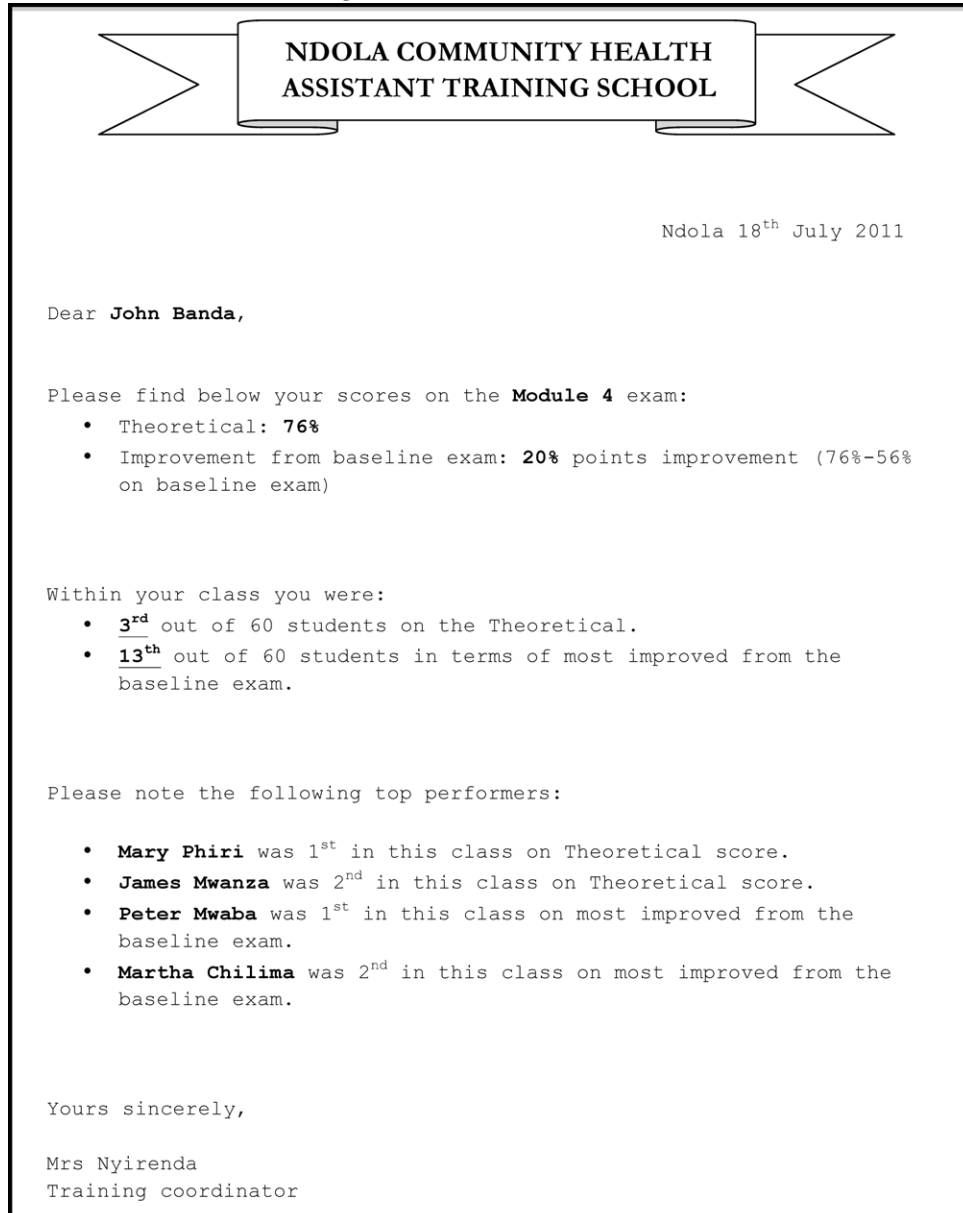 NDOLA COMMUNITY HEALTH
ASSISTANT TRAINING SCHOOL
Ndola 18th July 2011
Dear John Banda,
Please find below your scores on the Module 4 exam:
• Theoretical: 76%
• Improvement from baseline exam: 20% points improvement (76%-56%
on baseline exam)
Within your class you were:
• 3rd out of 60 students on the Theoretical.
• 13th out of 60 students in terms of most improved from the
baseline exam.
Please note the following top performers:
• Mary Phiri was 1st in this class on Theoretical score.
• James Mwanza was 2nd in this class on Theoretical score.
• Peter Mwaba was 1st in this class on most improved from the
baseline exam.
• Martha Chilima was 2nd in this class on most improved from the
baseline exam.
Yours sincerely,
Mrs Nyirenda
Training coordinator